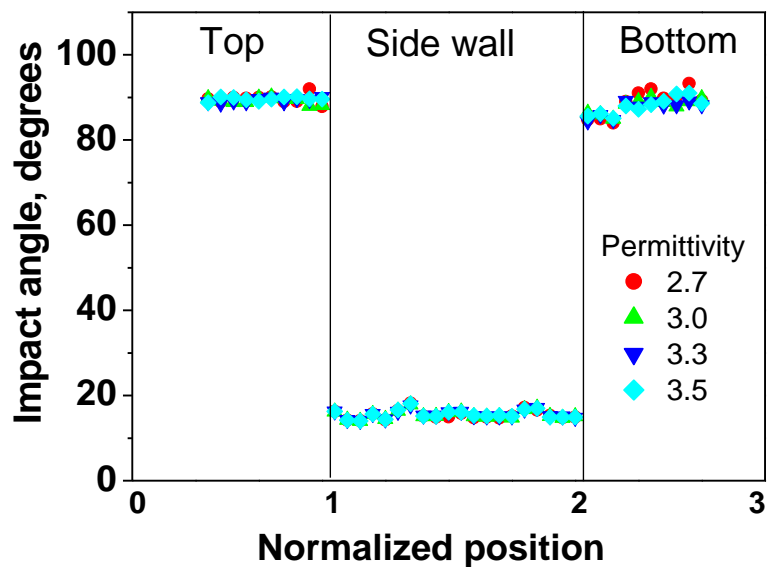 Top
Side wall
Bottom
Impact angle, degrees
100
80
60
40
20
0
Permittivity
2.7
3.0
3.3
3.5
0
1
2
3
Normalized position